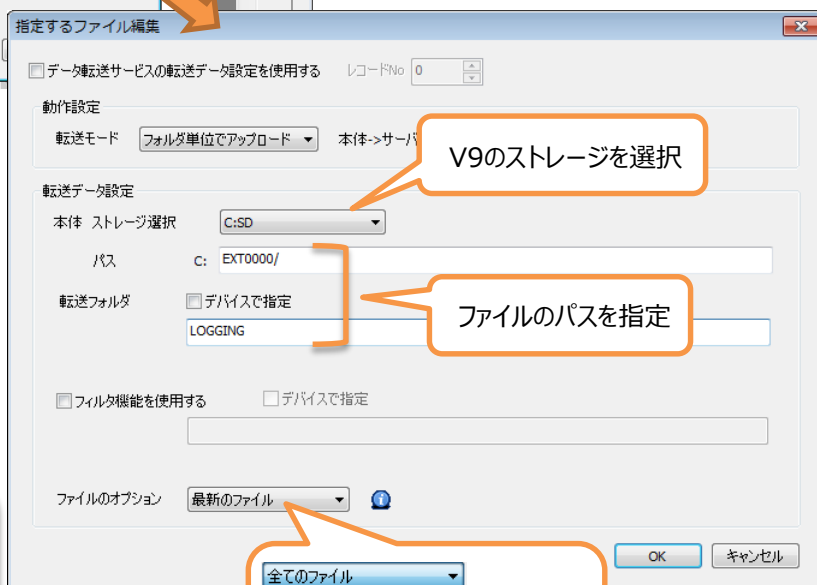 指定するファイル編集
データ転送サービスの転送データ設定を使用する レコードNo 0
動作設定
転送モード フォルダ単位でアップロード 本体->サーバ
V9のストレージを選択
転送データ設定
本体 ストレージ選択 C:SD
パス C: EXT0000/
転送フォルダ デバイスで指定
ファイルのパスを指定
LOGGING
フィルタ機能を使用する デバイスで指定
ファイルのオプション 最新のファイル
OK キャンセル
全てのファイル